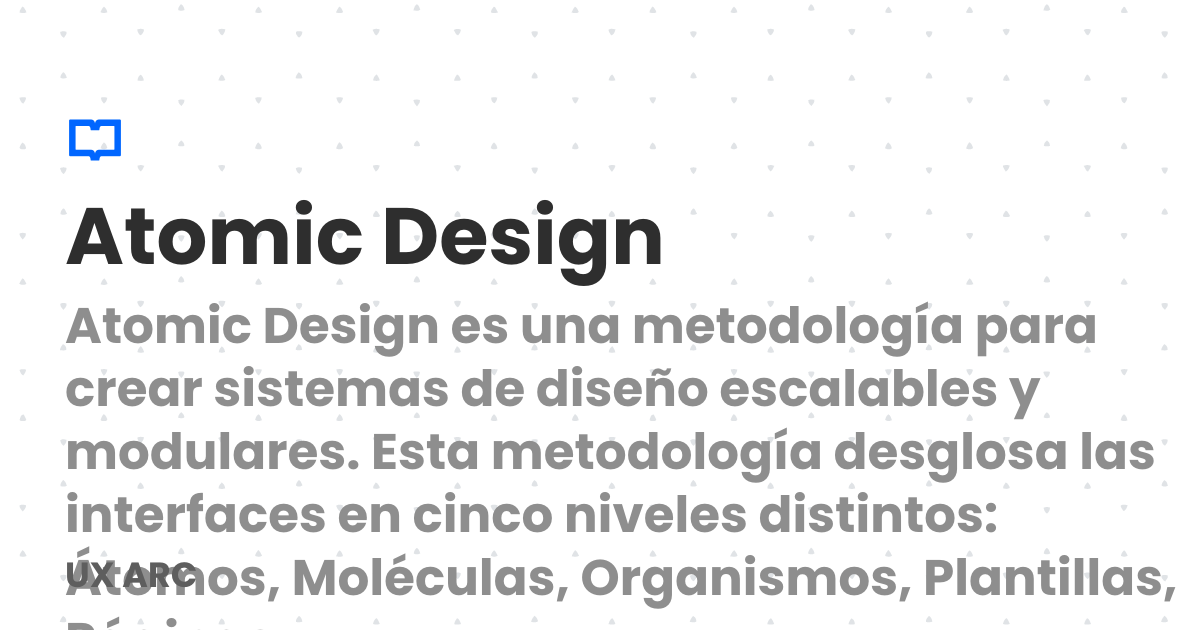 Atomic Design
Atomic Design es una metodología para
crear sistemas de diseño escalables y
modulares. Esta metodología desglosa las
interfaces en cinco niveles distintos:
Átomos, Moléculas, Organismos, Plantillas,
UX ARC